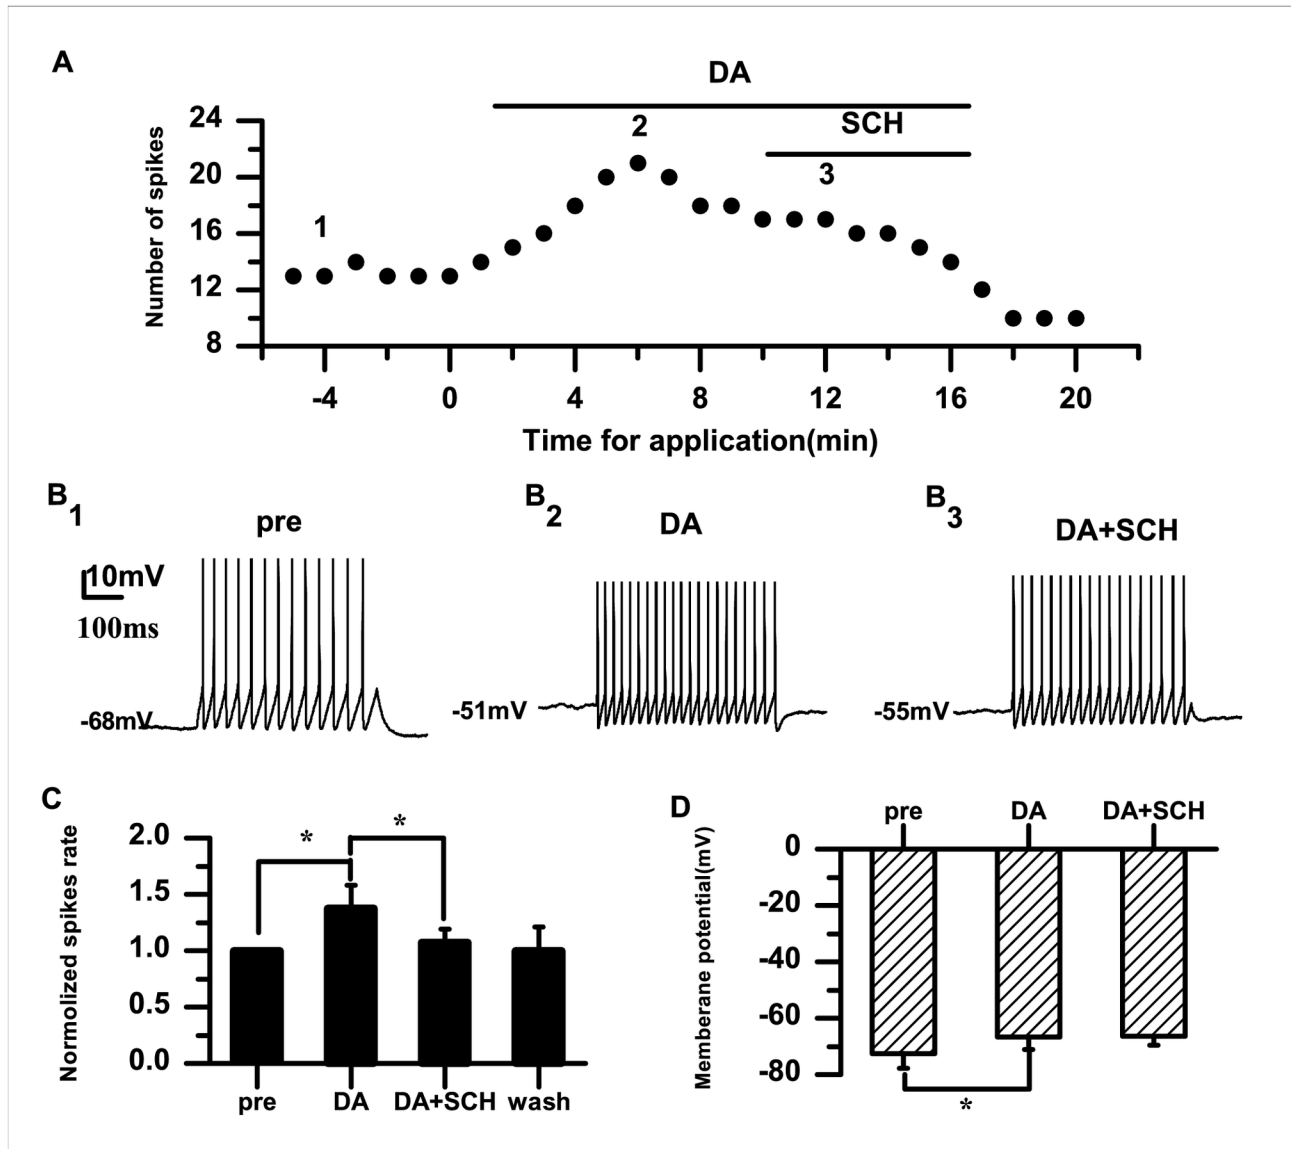 A
DA
SCH
1
2
3
Number of spikes
24
20
16
12
8
-4 0 4 8 12 16 20
Time for application(min)
B1
pre
10mV
100ms
-68mV
B2
DA
-51mV
B3
DA+SCH
-55mV
C
Normolized spikes rate
2.0
1.5
1.0
0.5
0.0
*
*
pre DA DA+SCH wash
D
pre DA DA+SCH
Memberane potential(mV)
0
-20
-40
-60
-80
*